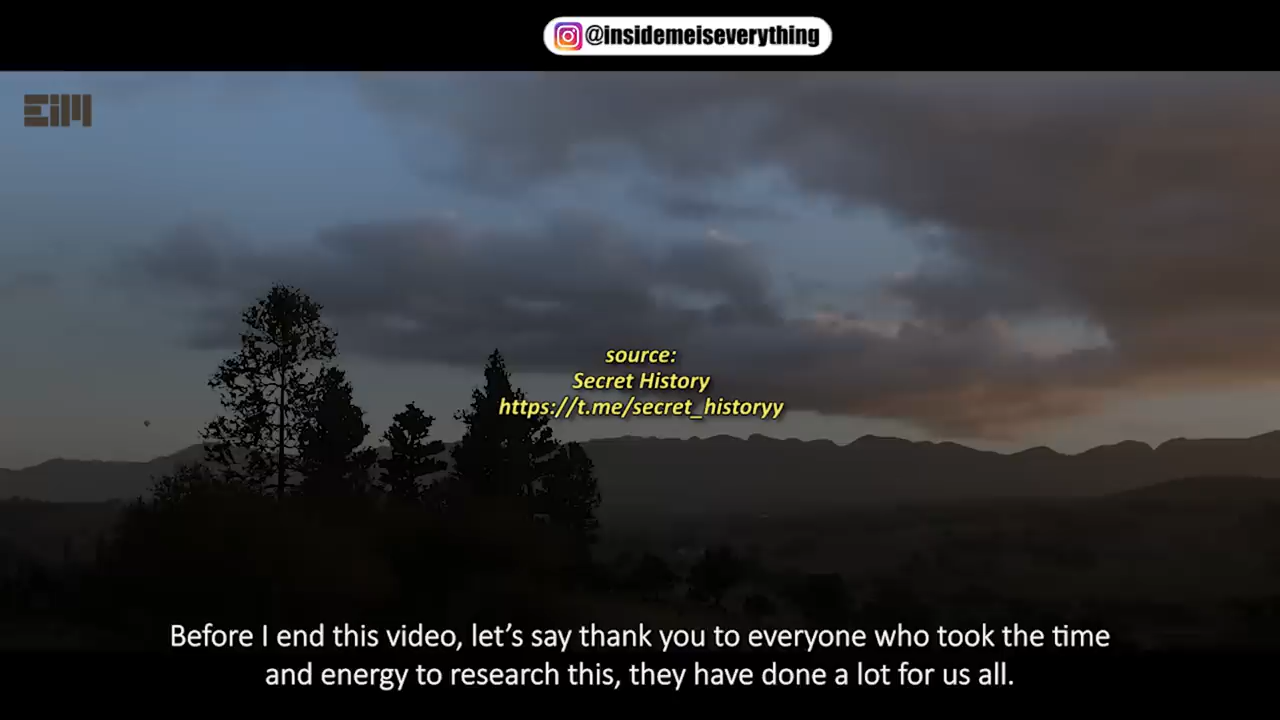 @insidemeiseverything
EiM
source:
Secret History
https://t.me/secret_historyy
Before I end this video, let’s say thank you to everyone who took the time
and energy to research this, they have done a lot for us all.